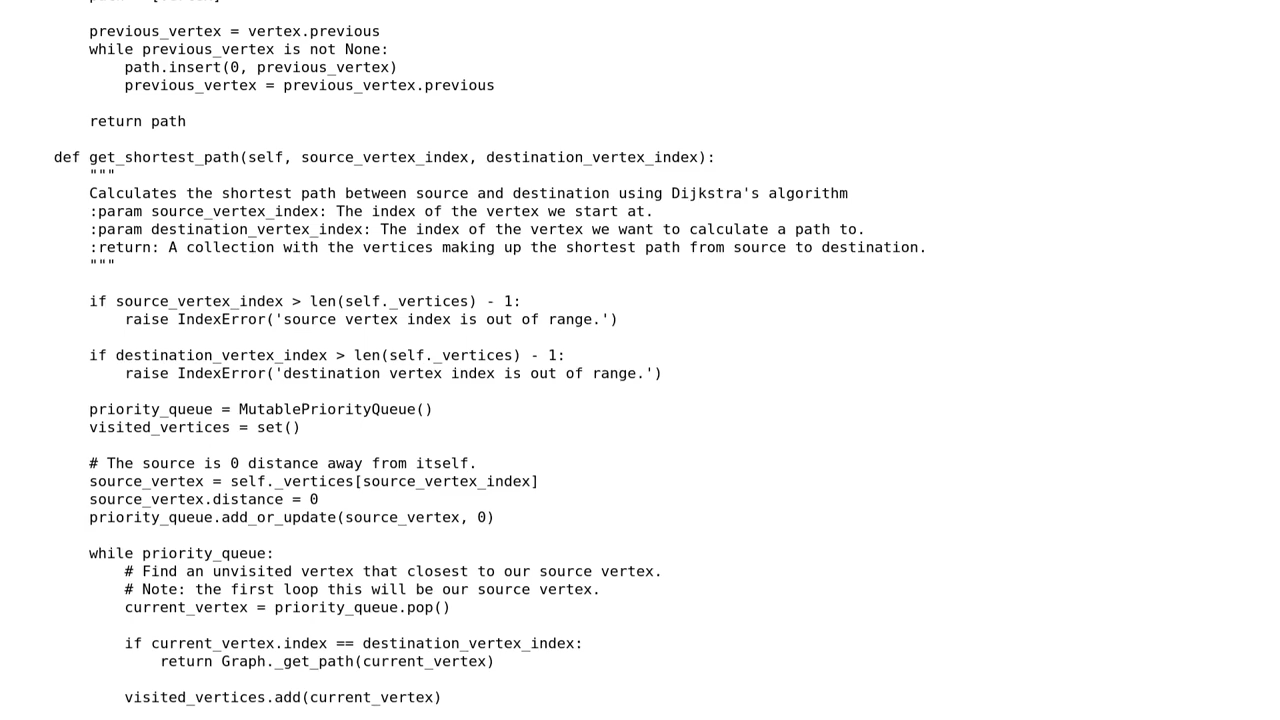 previous_vertex = vertex.previous
while previous_vertex is not None:
path.insert(0, previous_vertex)
previous_vertex = previous_vertex.previous
return path
def get_shortest_path(self, source_vertex_index, destination_vertex_index):
"""
Calculates the shortest path between source and destination using Dijkstra's algorithm
:param source_vertex_index: The index of the vertex we start at.
:param destination_vertex_index: The index of the vertex we want to calculate a path to.
:return: A collection with the vertices making up the shortest path from source to destination.
"""
if source_vertex_index > len(self._vertices) - 1:
raise IndexError('source vertex index is out of range.')
if destination_vertex_index > len(self._vertices) - 1:
raise IndexError('destination vertex index is out of range.')
priority_queue = MutablePriorityQueue()
visited_vertices = set()
# The source is 0 distance away from itself.
source_vertex = self._vertices[source_vertex_index]
source_vertex.distance = 0
priority_queue.add_or_update(source_vertex, 0)
while priority_queue:
# Find an unvisited vertex that closest to our source vertex.
# Note: the first loop this will be our source vertex.
current_vertex = priority_queue.pop()
if current_vertex.index == destination_vertex_index:
return Graph._get_path(current_vertex)
visited_vertices.add(current_vertex)